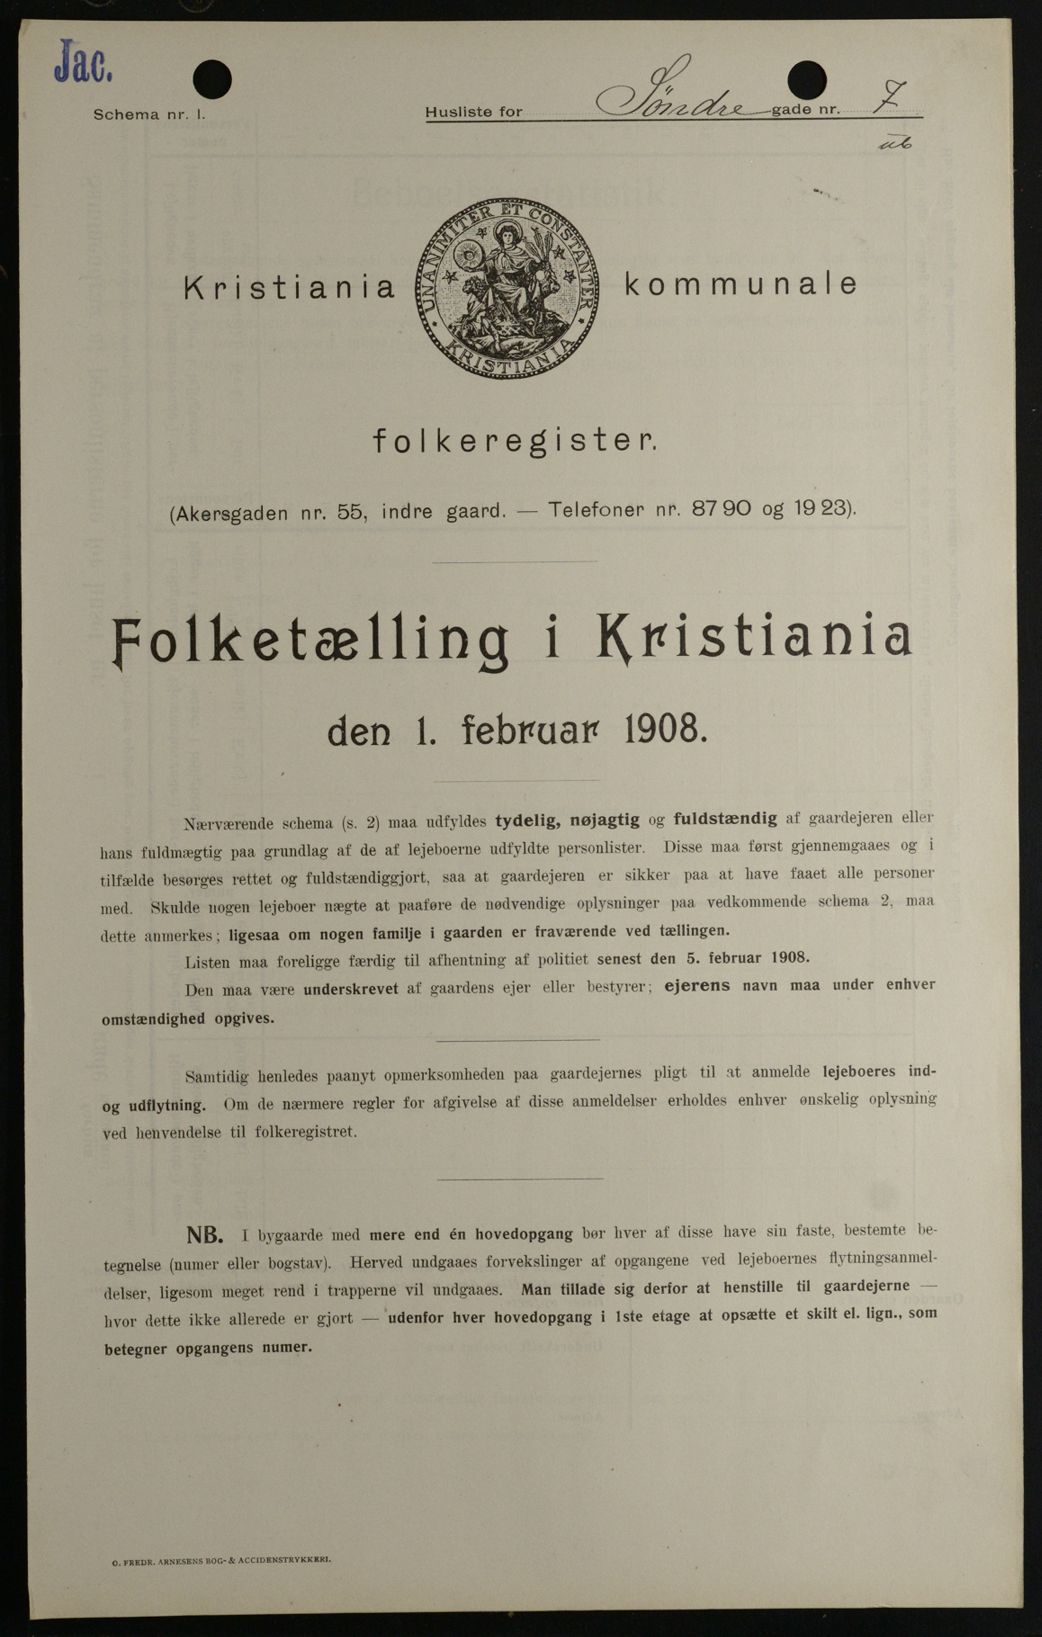 Jac.
Schema nr. 1.
Husliste for Søndre gade nr. 7
ub
Kristiania kommunale
UNANIMITER ET CONSTANTER
KRISTIANIA
folkeregister.
(Akersgaden nr. 55, indre gaard. — Telefoner nr. 87 90 og 19 23).
Folketælling i Kristiania
den 1. februar 1908.
Nærværende schema (s. 2) maa udfyldes tydelig, nøjagtig og fuldstændig af gaardejeren eller
hans fuldmægtig paa grundlag af de af lejeboerne udfyldte personlister. Disse maa først gjennemgaaes og i
tilfælde besørges rettet og fuldstændiggjort, saa at gaardejeren er sikker paa at have faaet alle personer
med. Skulde nogen lejeboer nægte at paaføre de nødvendige oplysninger paa vedkommende schema 2, maa
dette anmerkes; ligesaa om nogen familje i gaarden er fraværende ved tællingen.
Listen maa foreligge færdig til afhentning af politiet senest den 5. februar 1908.
Den maa være underskrevet af gaardens ejer eller bestyrer; ejerens navn maa under enhver
omstændighed opgives.
Samtidig henledes paanyt opmerksomheden paa gaardejernes pligt til at anmelde lejeboeres ind-
og udflytning. Om de nærmere regler for afgivelse af disse anmeldelser erholdes enhver ønskelig oplysning
ved henvendelse til folkeregistret.
NB. I bygaarde med mere end én hovedopgang bør hver af disse have sin faste, bestemte be-
tegnelse (numer eller bogstav). Herved undgaaes forvekslinger af opgangene ved lejeboernes flytningsanmel-
delser, ligesom meget rend i trapperne vil undgaaes. Man tillade sig derfor at henstille til gaardejerne —
hvor dette ikke allerede er gjort — udenfor hver hovedopgang i 1ste etage at opsætte et skilt el. lign., som
betegner opgangens numer.
O. FREDR. ARNESENS BOG- & ACCIDENSTRYKKERI.